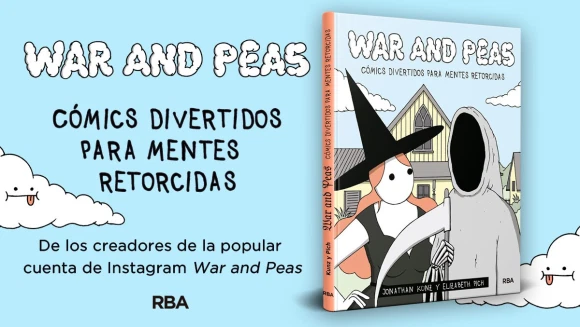 WAR AND PEAS
CÓMICS DIVERTIDOS
PARA MENTES
RETORCIDAS
De los creadores de la popular
cuenta de Instagram War and Peas
RBA
WAR AND PEAS
CÓMICS DIVERTIDOS PARA MENTES RETORCIDAS
JONATHAN KUNZ Y ELIZABETH PICH
RBA
CÓMICS DIVERTIDOS PARA MENTES RETORCIDAS
War and Peas
Kunz y Pich
RBA